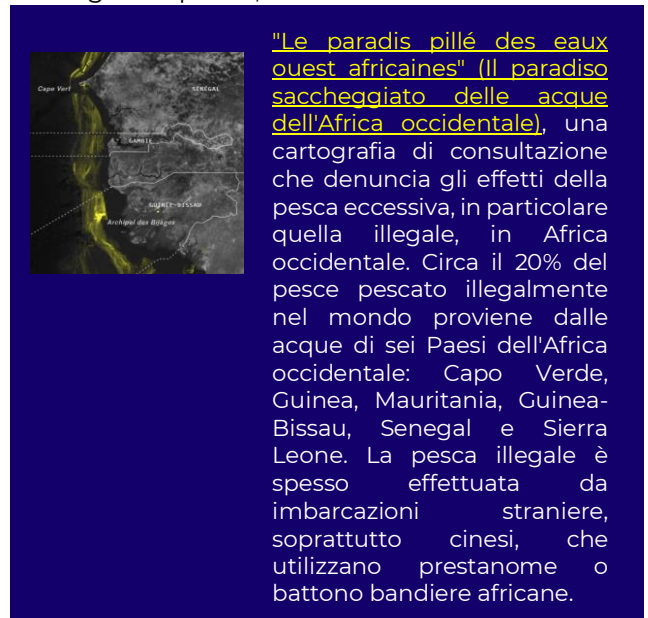 "Le paradis pillé des eaux
ouest africaines" (Il paradiso
saccheggiato delle acque
dell'Africa occidentale), una
cartografia di consultazione
che denuncia gli effetti della
pesca eccessiva, in particolare
quella illegale, in Africa
occidentale. Circa il 20% del
pesce pescato illegalmente
nel mondo proviene dalle
acque di sei Paesi dell'Africa
occidentale: Capo Verde,
Guinea, Mauritania, Guinea-
Bissau, Senegal e Sierra
Leone. La pesca illegale è
spesso effettuata da
imbarcazioni straniere,
soprattutto cinesi, che
utilizzano prestanome o
battono bandiere africane.
Cape Vert
SENEGAL
GAMBIE
GUINEE-BISSAU
Archipel das Bijagos